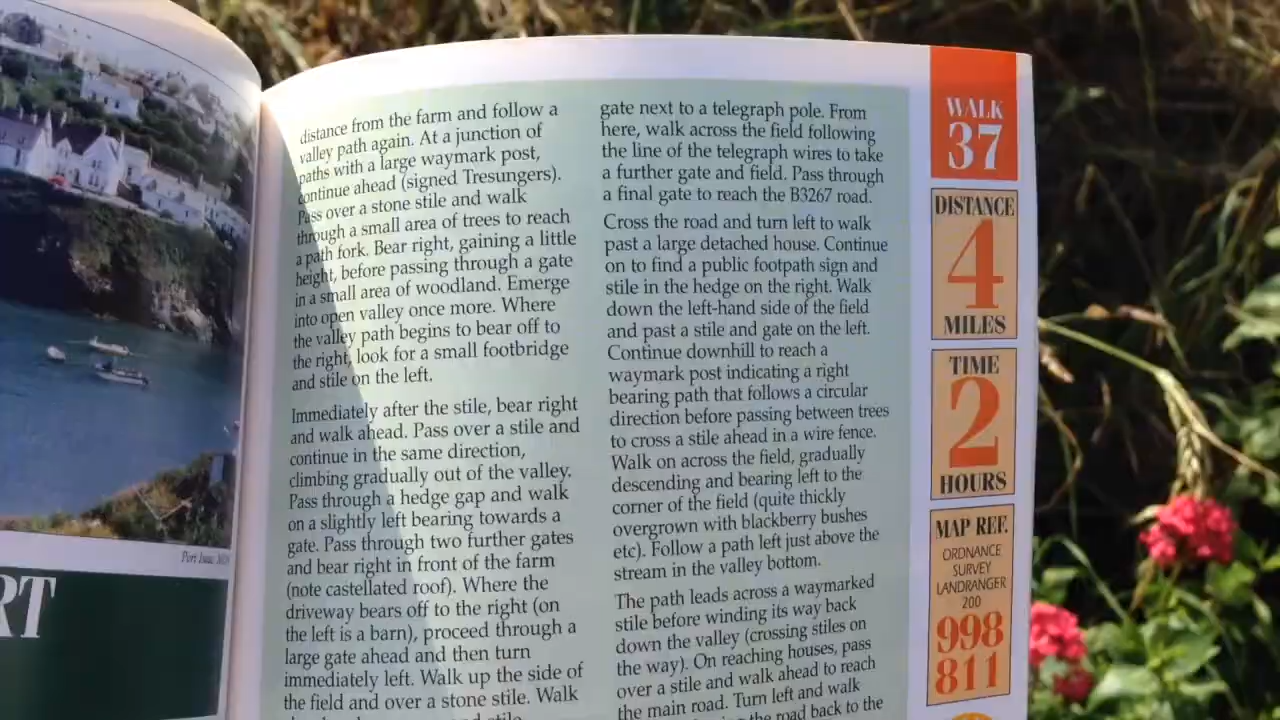 distance from the farm and follow a
valley path again. At a junction of
paths with a large waymark post,
continue ahead (signed Tresungers).
Pass over a stone stile and walk
through a small area of trees to reach
a path fork. Bear right, gaining a little
height, before passing through a gate
in a small area of woodland. Emerge
into open valley once more. Where
the valley path begins to bear off to
the right, look for a small footbridge
and stile on the left.
Immediately after the stile, bear right
and walk ahead. Pass over a stile and
continue in the same direction,
climbing gradually out of the valley.
Pass through a hedge gap and walk
on a slightly left bearing towards a
gate. Pass through two further gates
and bear right in front of the farm
(note castellated roof). Where the
driveway bears off to the right (on
the left is a barn), proceed through a
large gate ahead and then turn
immediately left. Walk up the side of
the field and over a stone stile. Walk
stile
gate next to a telegraph pole. From
here, walk across the field following
the line of the telegraph wires to take
a further gate and field. Pass through
a final gate to reach the B3267 road.
Cross the road and turn left to walk
past a large detached house. Continue
on to find a public footpath sign and
stile in the hedge on the right. Walk
down the left-hand side of the field
and past a stile and gate on the left.
Continue downhill to reach a
waymark post indicating a right
bearing path that follows a circular
direction before passing between trees
to cross a stile ahead in a wire fence.
Walk on across the field, gradually
descending and bearing left to the
corner of the field (quite thickly
overgrown with blackberry bushes
etc). Follow a path left just above the
stream in the valley bottom.
The path leads across a waymarked
stile before winding its way back
down the valley (crossing stiles on
the way). On reaching houses, pass
over a stile and walk ahead to reach
the main road. Turn left and walk
the road back to the
WALK
37
DISTANCE
4
MILES
TIME
2
HOURS
MAP REF.
ORDNANCE
SURVEY
LANDRANGER
200
998
811
Port Isaac
RT